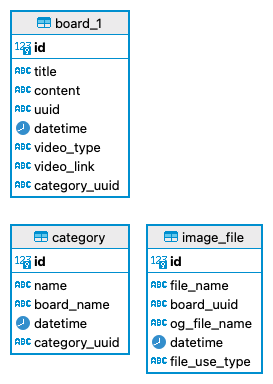 board_1
123 id
ABC title
ABC content
ABC uuid
datetime
ABC video_type
ABC video_link
ABC category_uuid
category
123 id
ABC name
ABC board_name
datetime
ABC category_uuid
image_file
123 id
ABC file_name
ABC board_uuid
ABC og_file_name
datetime
ABC file_use_type